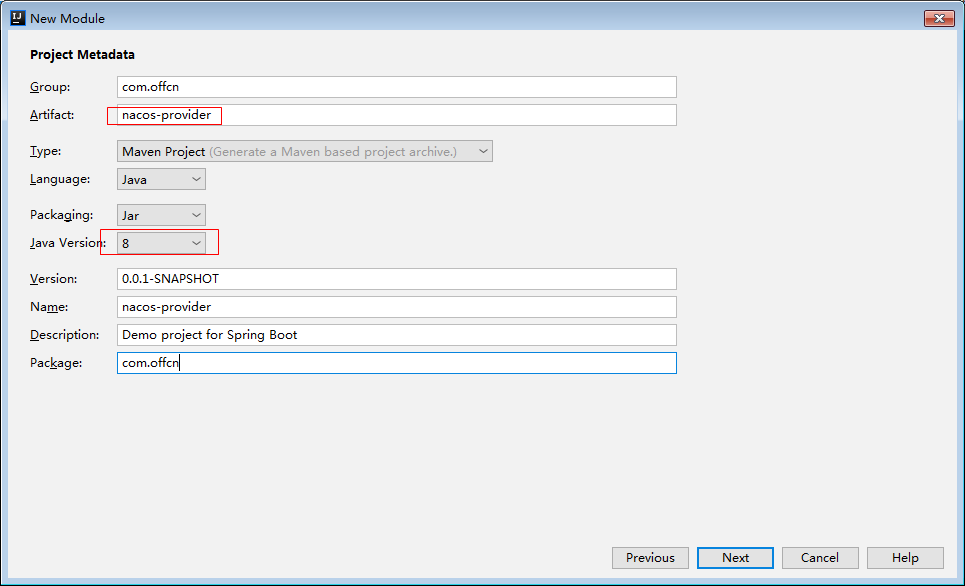 New Module
Project Metadata
Group: com.offcn
Artifact: nacos-provider
Type: Maven Project (Generate a Maven based project archive.)
Language: Java
Packaging: Jar
Java Version: 8
Version: 0.0.1-SNAPSHOT
Name: nacos-provider
Description: Demo project for Spring Boot
Package: com.offcn
Previous Next Cancel Help